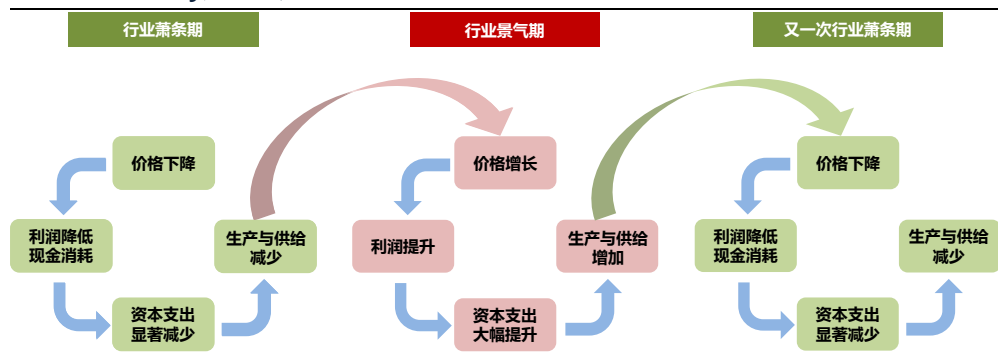 行业萧条期
行业景气期
又一次行业萧条期
价格下降
利润降低
现金消耗
资本支出
显著减少
生产与供给
减少
价格增长
利润提升
资本支出
大幅提升
生产与供给
增加
价格下降
利润降低
现金消耗
资本支出
显著减少
生产与供给
减少